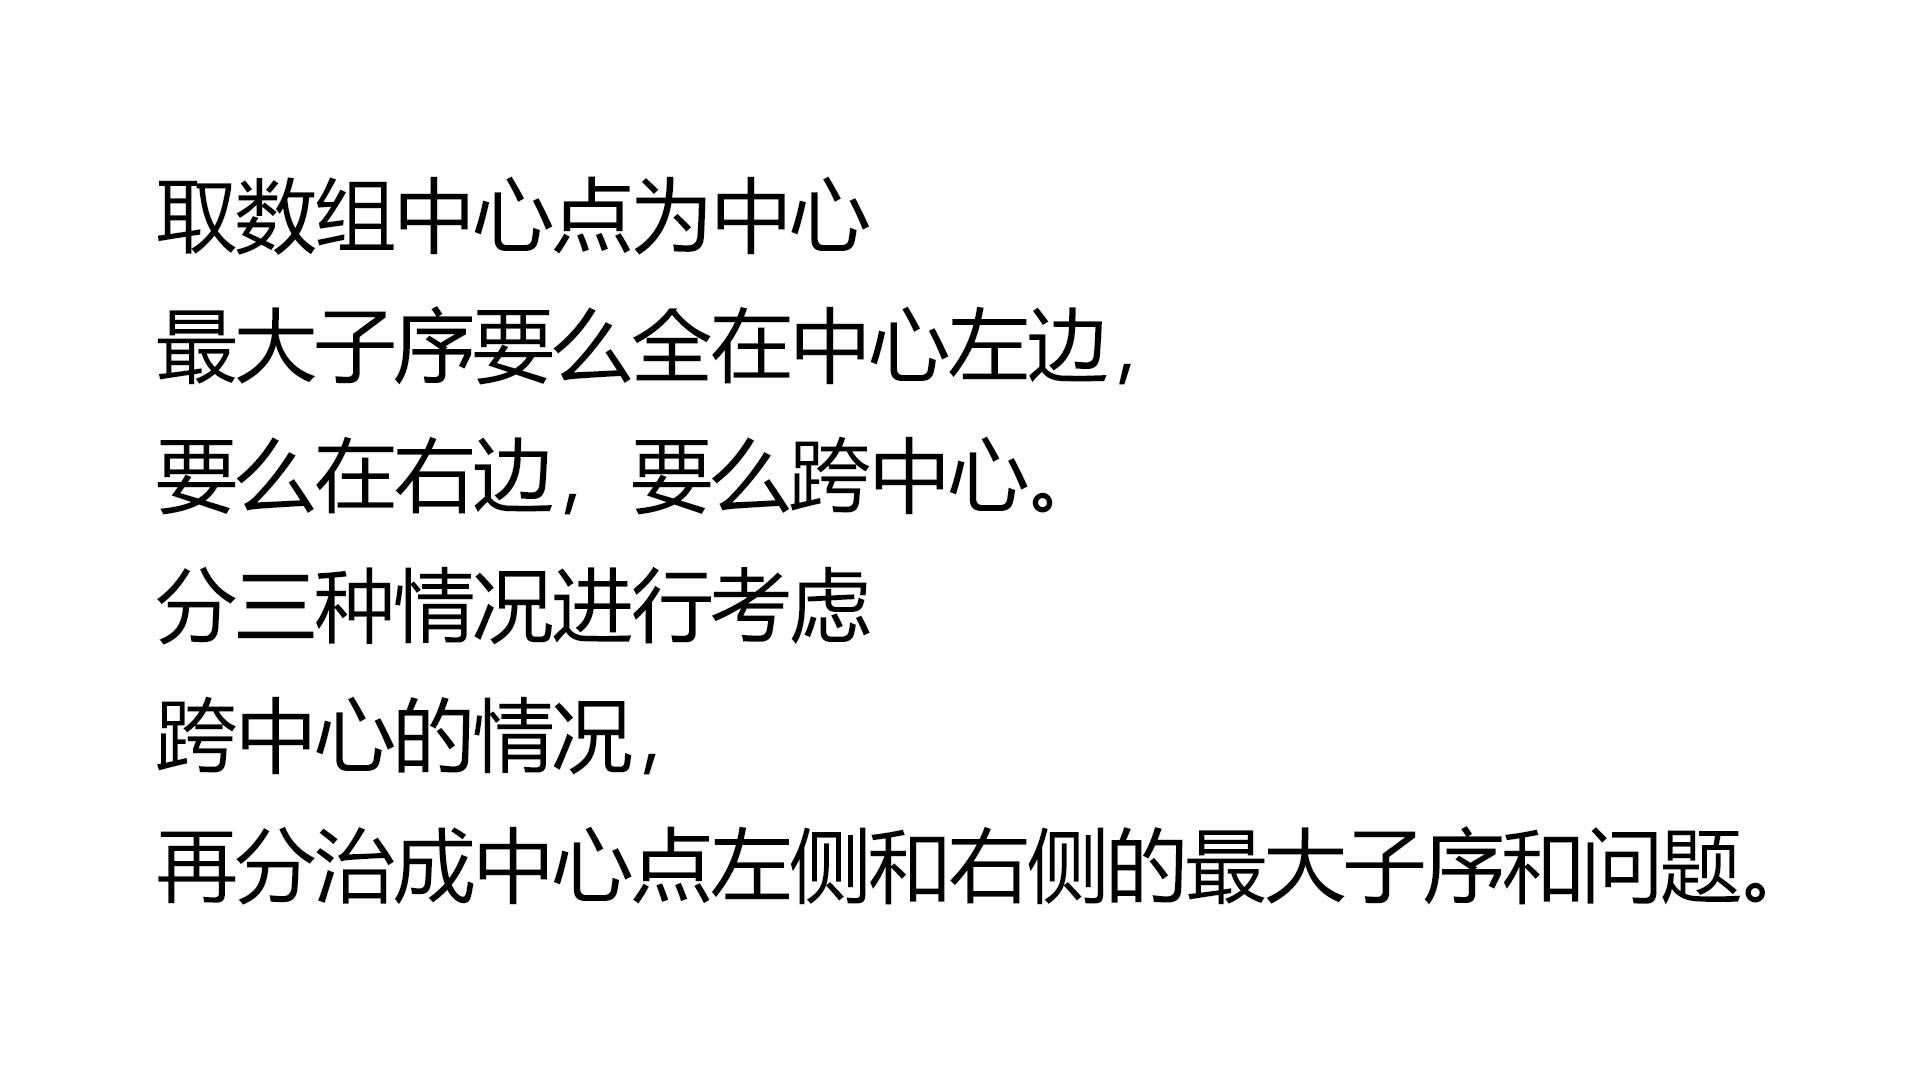 取数组中心点为中心
最大子序要么全在中心左边，
要么在右边，要么跨中心。
分三种情况进行考虑
跨中心的情况，
再分治成中心点左侧和右侧的最大子序和问题。